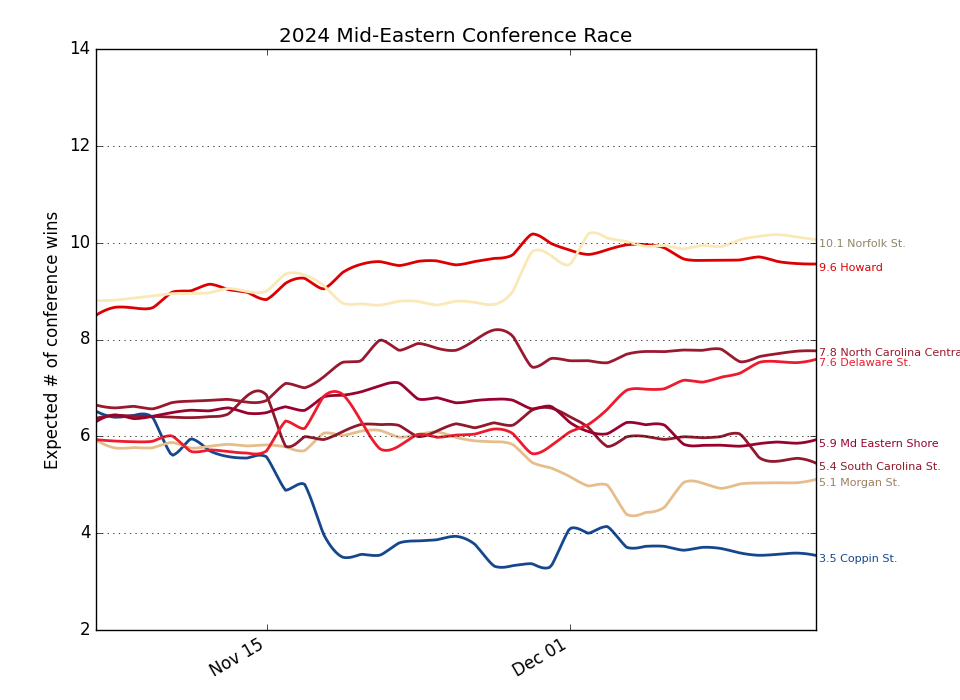 2024 Mid-Eastern Conference Race
Expected # of conference wins
14
12
10
8
6
4
2
Nov 15
Dec 01
10.1 Norfolk St.
9.6 Howard
7.8 North Carolina Centra
7.6 Delaware St.
5.9 Md Eastern Shore
5.4 South Carolina St.
5.1 Morgan St.
3.5 Coppin St.